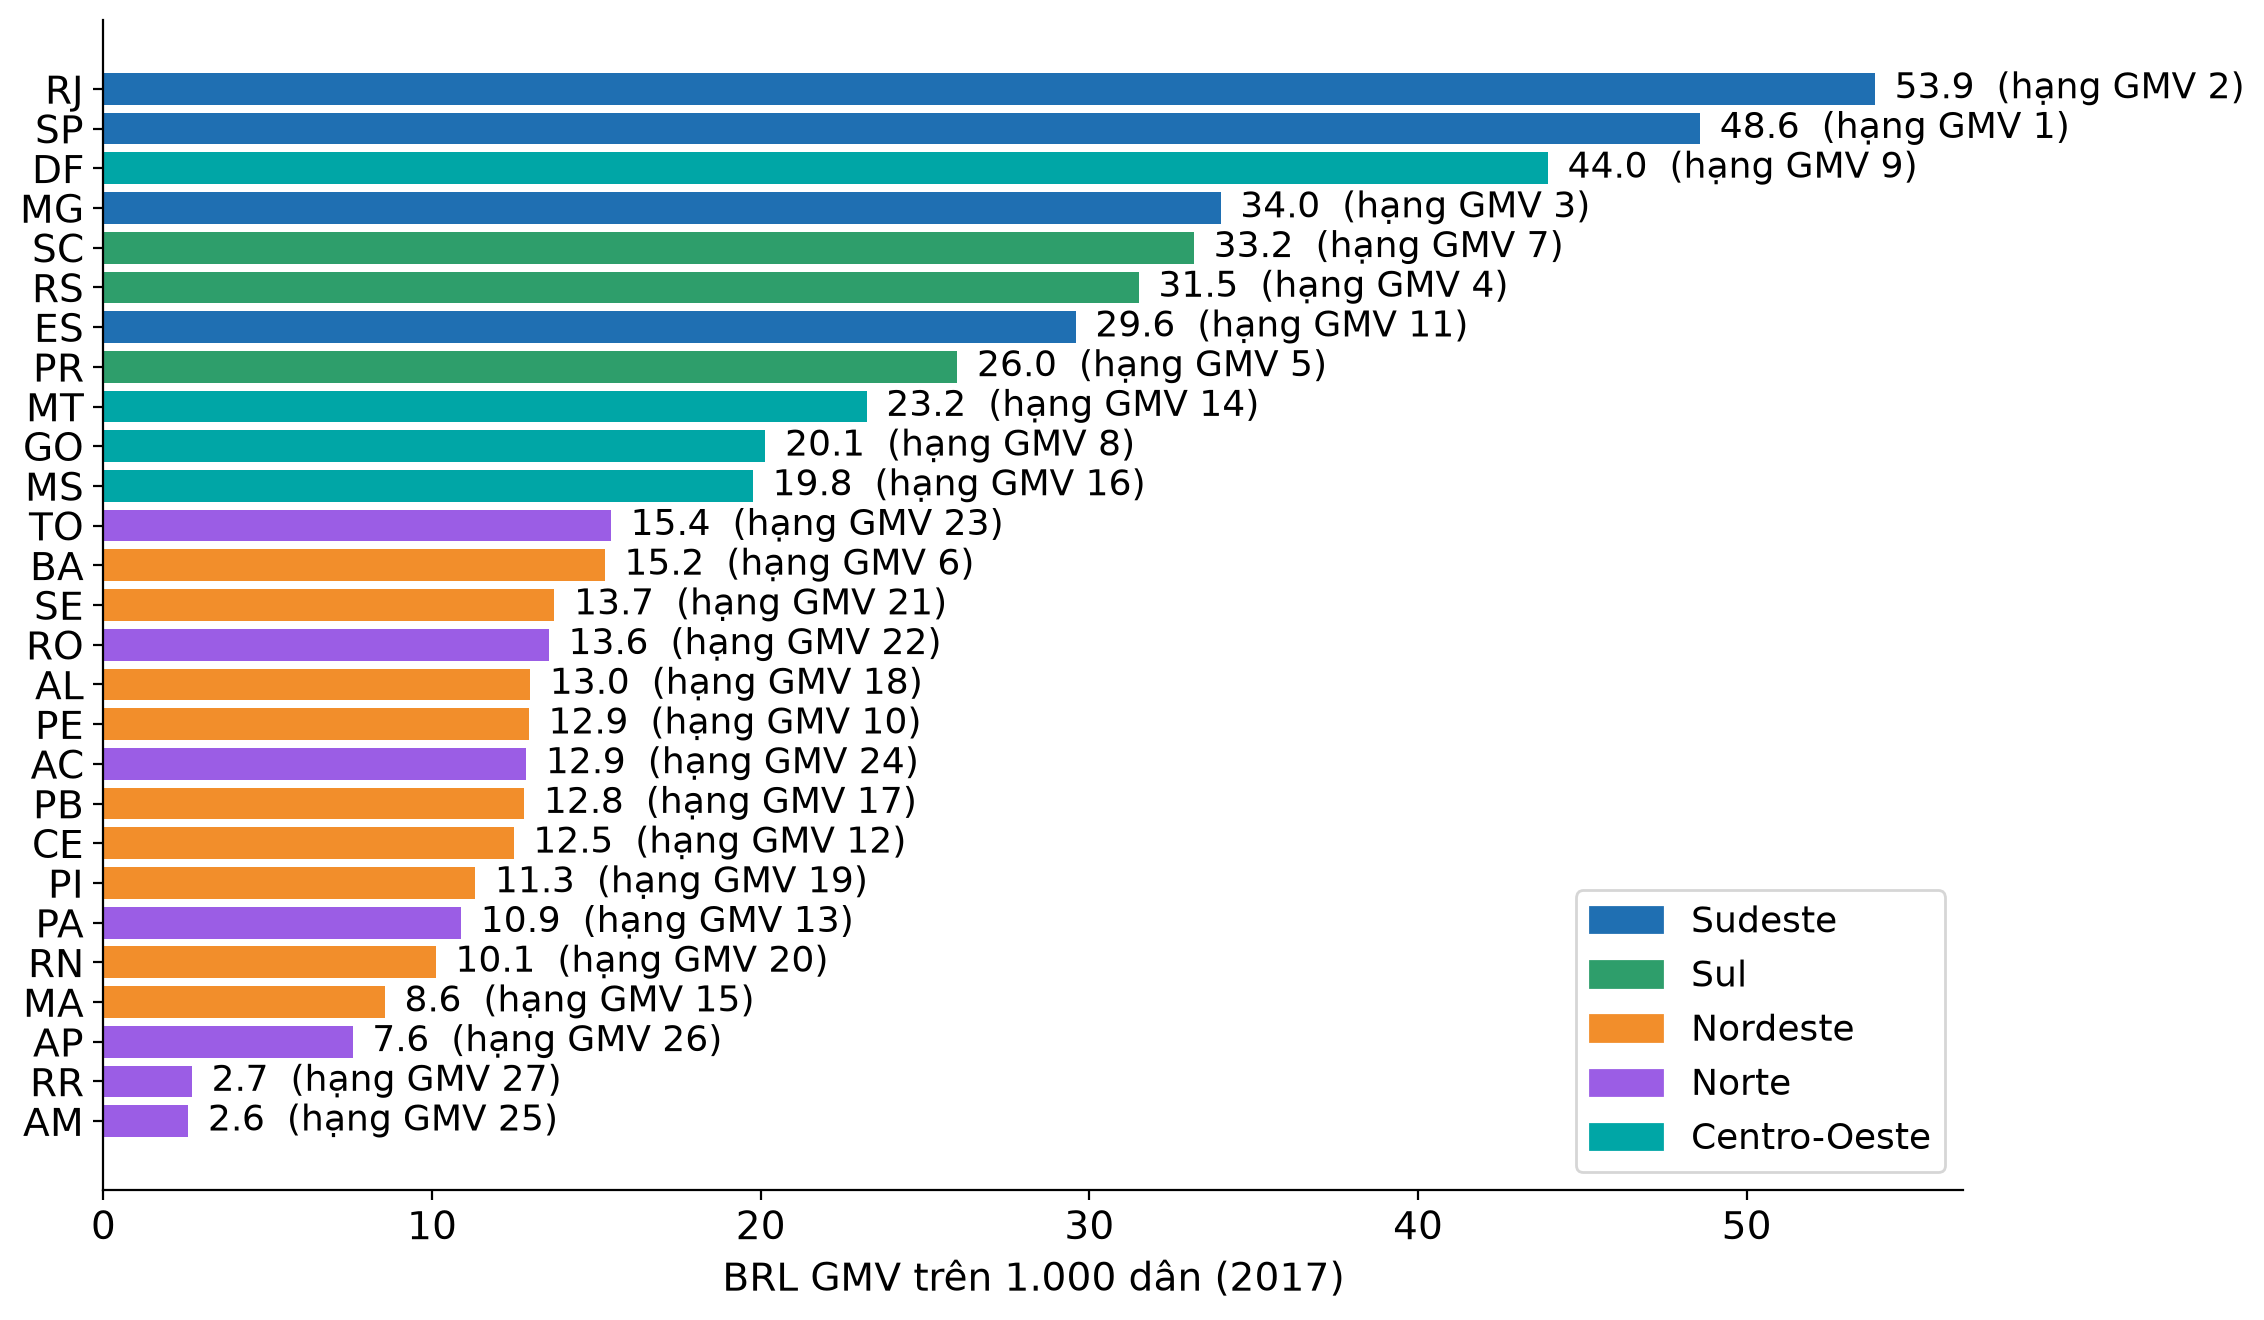 RJ 53.9 (hạng GMV 2)
SP 48.6 (hạng GMV 1)
DF 44.0 (hạng GMV 9)
MG 34.0 (hạng GMV 3)
SC 33.2 (hạng GMV 7)
RS 31.5 (hạng GMV 4)
ES 29.6 (hạng GMV 11)
PR 26.0 (hạng GMV 5)
MT 23.2 (hạng GMV 14)
GO 20.1 (hạng GMV 8)
MS 19.8 (hạng GMV 16)
TO 15.4 (hạng GMV 23)
BA 15.2 (hạng GMV 6)
SE 13.7 (hạng GMV 21)
RO 13.6 (hạng GMV 22)
AL 13.0 (hạng GMV 18)
PE 12.9 (hạng GMV 10)
AC 12.9 (hạng GMV 24)
PB 12.8 (hạng GMV 17)
CE 12.5 (hạng GMV 12)
PI 11.3 (hạng GMV 19)
PA 10.9 (hạng GMV 13)
RN 10.1 (hạng GMV 20)
MA 8.6 (hạng GMV 15)
AP 7.6 (hạng GMV 26)
RR 2.7 (hạng GMV 27)
AM 2.6 (hạng GMV 25)
Sudeste
Sul
Nordeste
Norte
Centro-Oeste
0 10 20 30 40 50
BRL GMV trên 1.000 dân (2017)